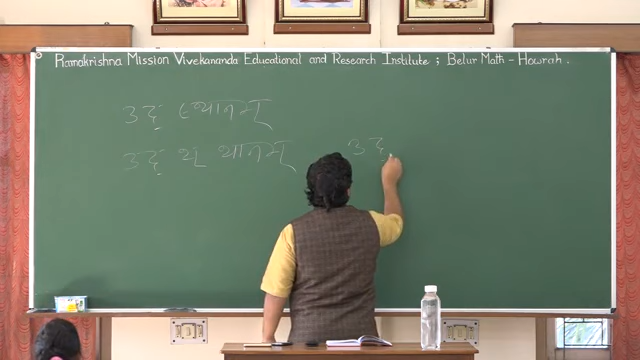 Ramakrishna Mission Vivekananda Educational and Research Institute ; Belur Math - Howrah .
उद् स्थानम्
उद् थ् थानम् उद्